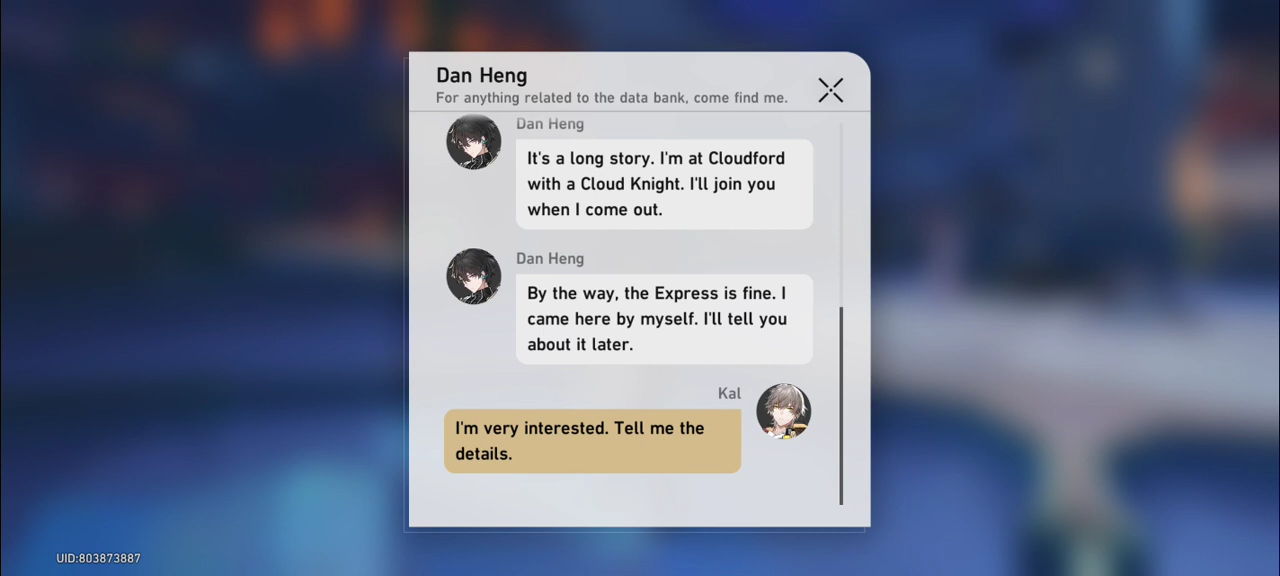 Dan Heng
For anything related to the data bank, come find me.
Dan Heng
It's a long story. I'm at Cloudford
with a Cloud Knight. I'll join you
when I come out.
Dan Heng
By the way, the Express is fine. I
came here by myself. I'll tell you
about it later.
Kal
I'm very interested. Tell me the
details.
UID:803873887